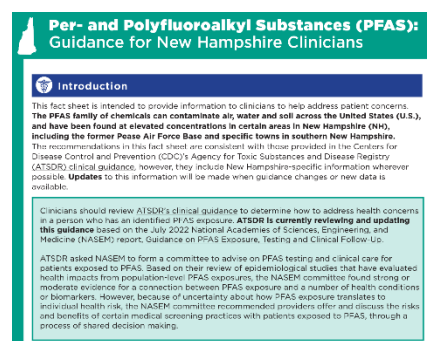 Per- and Polyfluoroalkyl Substances (PFAS):
Guidance for New Hampshire Clinicians
Introduction
This fact sheet is intended to provide information to clinicians to help address patient concerns.
The PFAS family of chemicals can contaminate air, water and soil across the United States (U.S.),
and have been found at elevated concentrations in certain areas in New Hampshire (NH),
including the former Pease Air Force Base and specific towns in southern New Hampshire.
The recommendations in this fact sheet are consistent with those provided in the Centers for
Disease Control and Prevention (CDC)'s Agency for Toxic Substances and Disease Registry
(ATSDR) clinical guidance, however, they include New Hampshire-specific information wherever
possible. Updates to this information will be made when guidance changes or new data is
available.
Clinicians should review ATSDR's clinical guidance to determine how to address health concerns
in a person who has an identified PFAS exposure. ATSDR is currently reviewing and updating
this guidance based on the July 2022 National Academies of Sciences, Engineering, and
Medicine (NASEM) report, Guidance on PFAS Exposure, Testing and Clinical Follow-Up.
ATSDR asked NASEM to form a committee to advise on PFAS testing and clinical care for
patients exposed to PFAS. Based on their review of epidemiological studies that have evaluated
health impacts from population-level PFAS exposures, the NASEM committee found strong or
moderate evidence for a connection between PFAS exposure and a number of health conditions
or biomarkers. However, because of uncertainty about how PFAS exposure translates to
individual health risk, the NASEM committee recommended providers offer and discuss the risks
and benefits of certain medical screening practices with patients exposed to PFAS, through a
process of shared decision making.